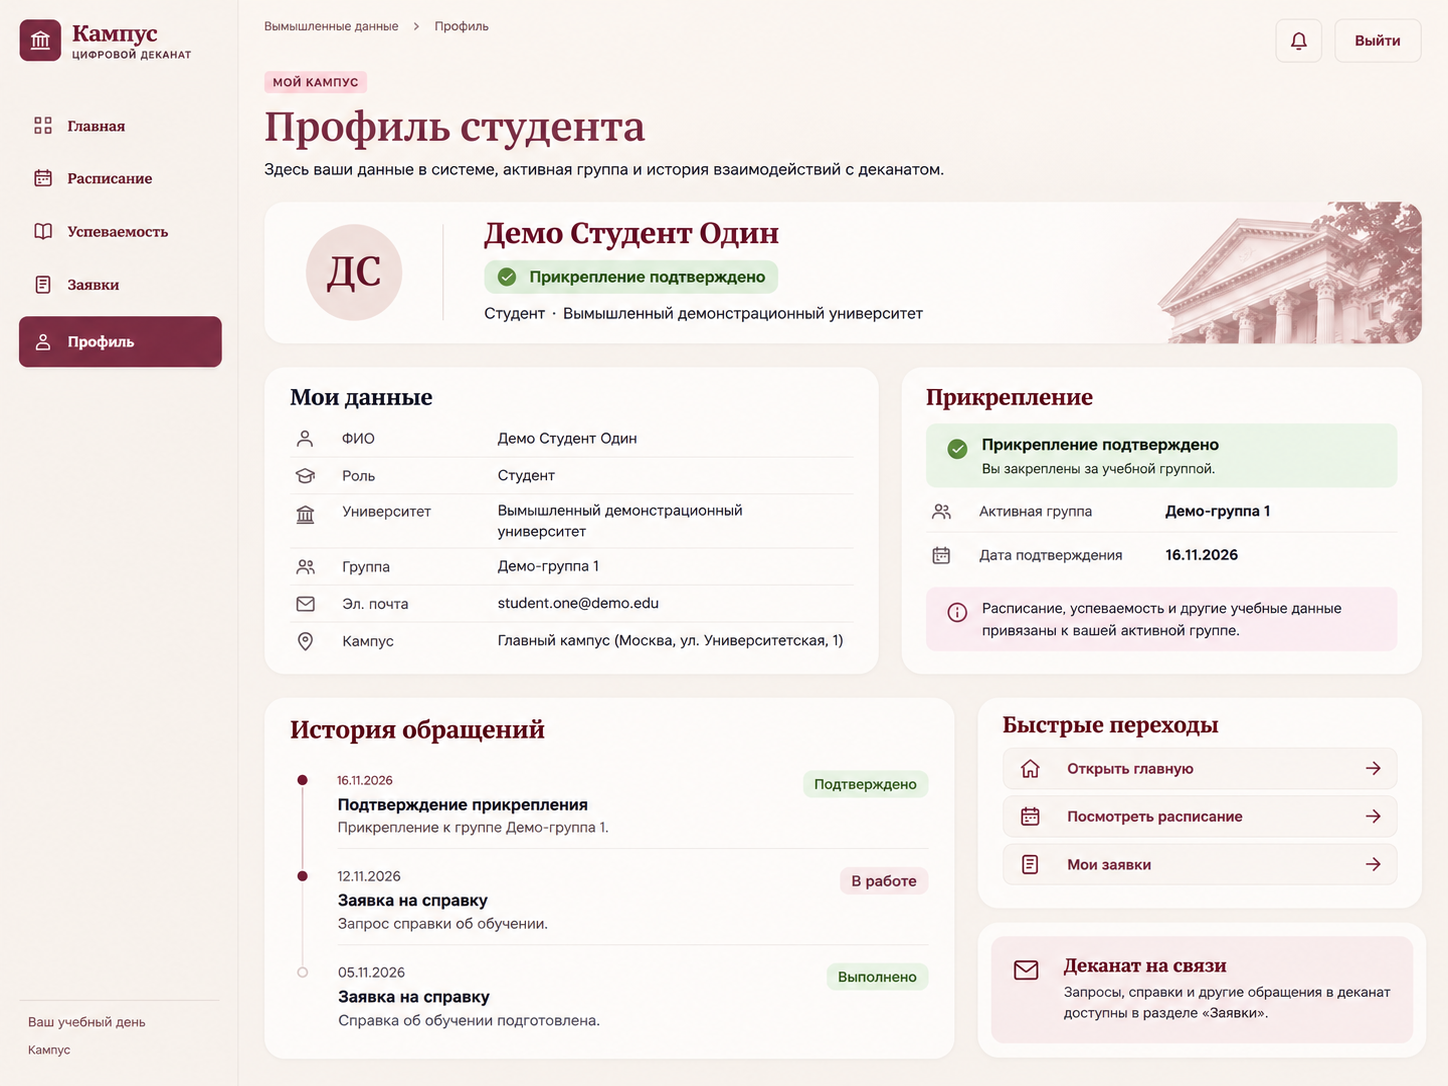 Кампус
ЦИФРОВОЙ ДЕКАНАТ
Главная
Расписание
Успеваемость
Заявки
Профиль
Ваш учебный день
Кампус
Вымышленные данные > Профиль
Выйти
МОЙ КАМПУС
Профиль студента
Здесь ваши данные в системе, активная группа и история взаимодействий с деканатом.
ДС
Демо Студент Один
Прикрепление подтверждено
Студент · Вымышленный демонстрационный университет
Мои данные
ФИО Демо Студент Один
Роль Студент
Университет Вымышленный демонстрационный
университет
Группа Демо-группа 1
Эл. почта student.one@demo.edu
Кампус Главный кампус (Москва, ул. Университетская, 1)
Прикрепление
Прикрепление подтверждено
Вы закреплены за учебной группой.
Активная группа Демо-группа 1
Дата подтверждения 16.11.2026
Расписание, успеваемость и другие учебные данные
привязаны к вашей активной группе.
История обращений
16.11.2026
Подтверждено
Подтверждение прикрепления
Прикрепление к группе Демо-группа 1.
12.11.2026
В работе
Заявка на справку
Запрос справки об обучении.
05.11.2026
Выполнено
Заявка на справку
Справка об обучении подготовлена.
Быстрые переходы
Открыть главную
Посмотреть расписание
Мои заявки
Деканат на связи
Запросы, справки и другие обращения в деканат
доступны в разделе «Заявки».